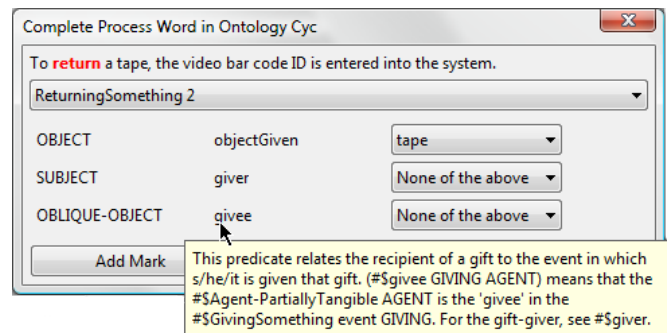 Complete Process Word in Ontology Cyc
To return a tape, the video bar code ID is entered into the system.
ReturningSomething 2
OBJECT objectGiven tape
SUBJECT giver None of the above
OBLIQUE-OBJECT givee None of the above
Add Mark
This predicate relates the recipient of a gift to the event in which
s/he/it is given that gift. (#$givee GIVING AGENT) means that the
#$Agent-PartiallyTangible AGENT is the 'givee' in the
#$GivingSomething event GIVING. For the gift-giver, see #$giver.